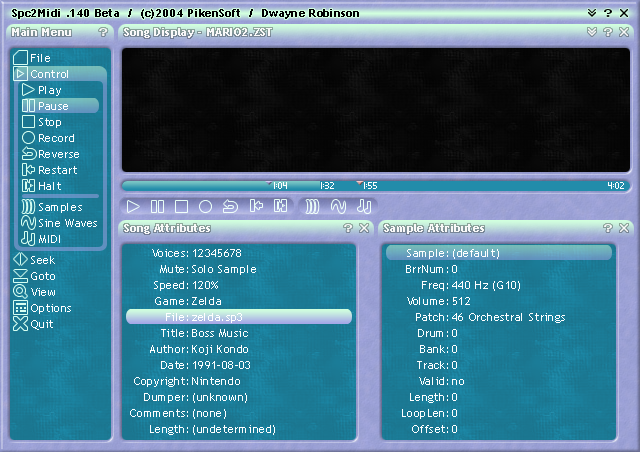 Spc2Midi .140 Beta / (c)2004 PikenSoft / Dwayne Robinson ? X
Main Menu ?
File
Control
Play
Pause
Stop
Record
Reverse
Restart
Halt
Samples
Sine Waves
MIDI
Seek
Goto
View
Options
Quit
Song Display - MARIO2.ZST ? X
1:04 1:32 1:55 4:02
Song Attributes ? X
Voices: 12345678
Mute: Solo Sample
Speed: 120%
Game: Zelda
File: zelda.sp3
Title: Boss Music
Author: Koji Kondo
Date: 1991-08-03
Copyright: Nintendo
Dumper: (unknown)
Comments: (none)
Length: (undetermined)
Sample Attributes ? X
Sample: (default)
BrrNum: 0
Freq: 440 Hz (G10)
Volume: 512
Patch: 46 Orchestral Strings
Drum: 0
Bank: 0
Track: 0
Valid: no
Length: 0
LoopLen: 0
Offset: 0